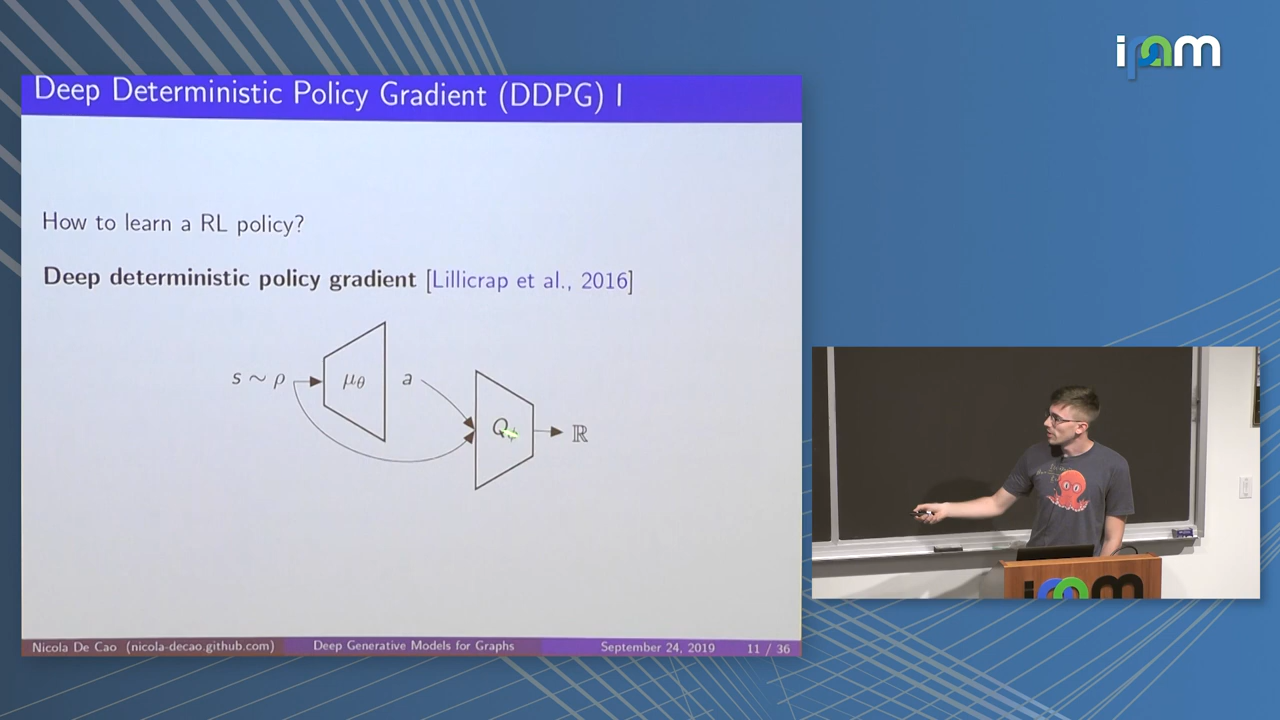 ipam
Deep Deterministic Policy Gradient (DDPG) I
How to learn a RL policy?
Deep deterministic policy gradient [Lillicrap et al., 2016]
s ∼ ρ
μθ
a
ℝ
ipam
Nicola De Cao (nicola-decao.github.com)
Deep Generative Models for Graphs
September 24, 2019
11 / 36